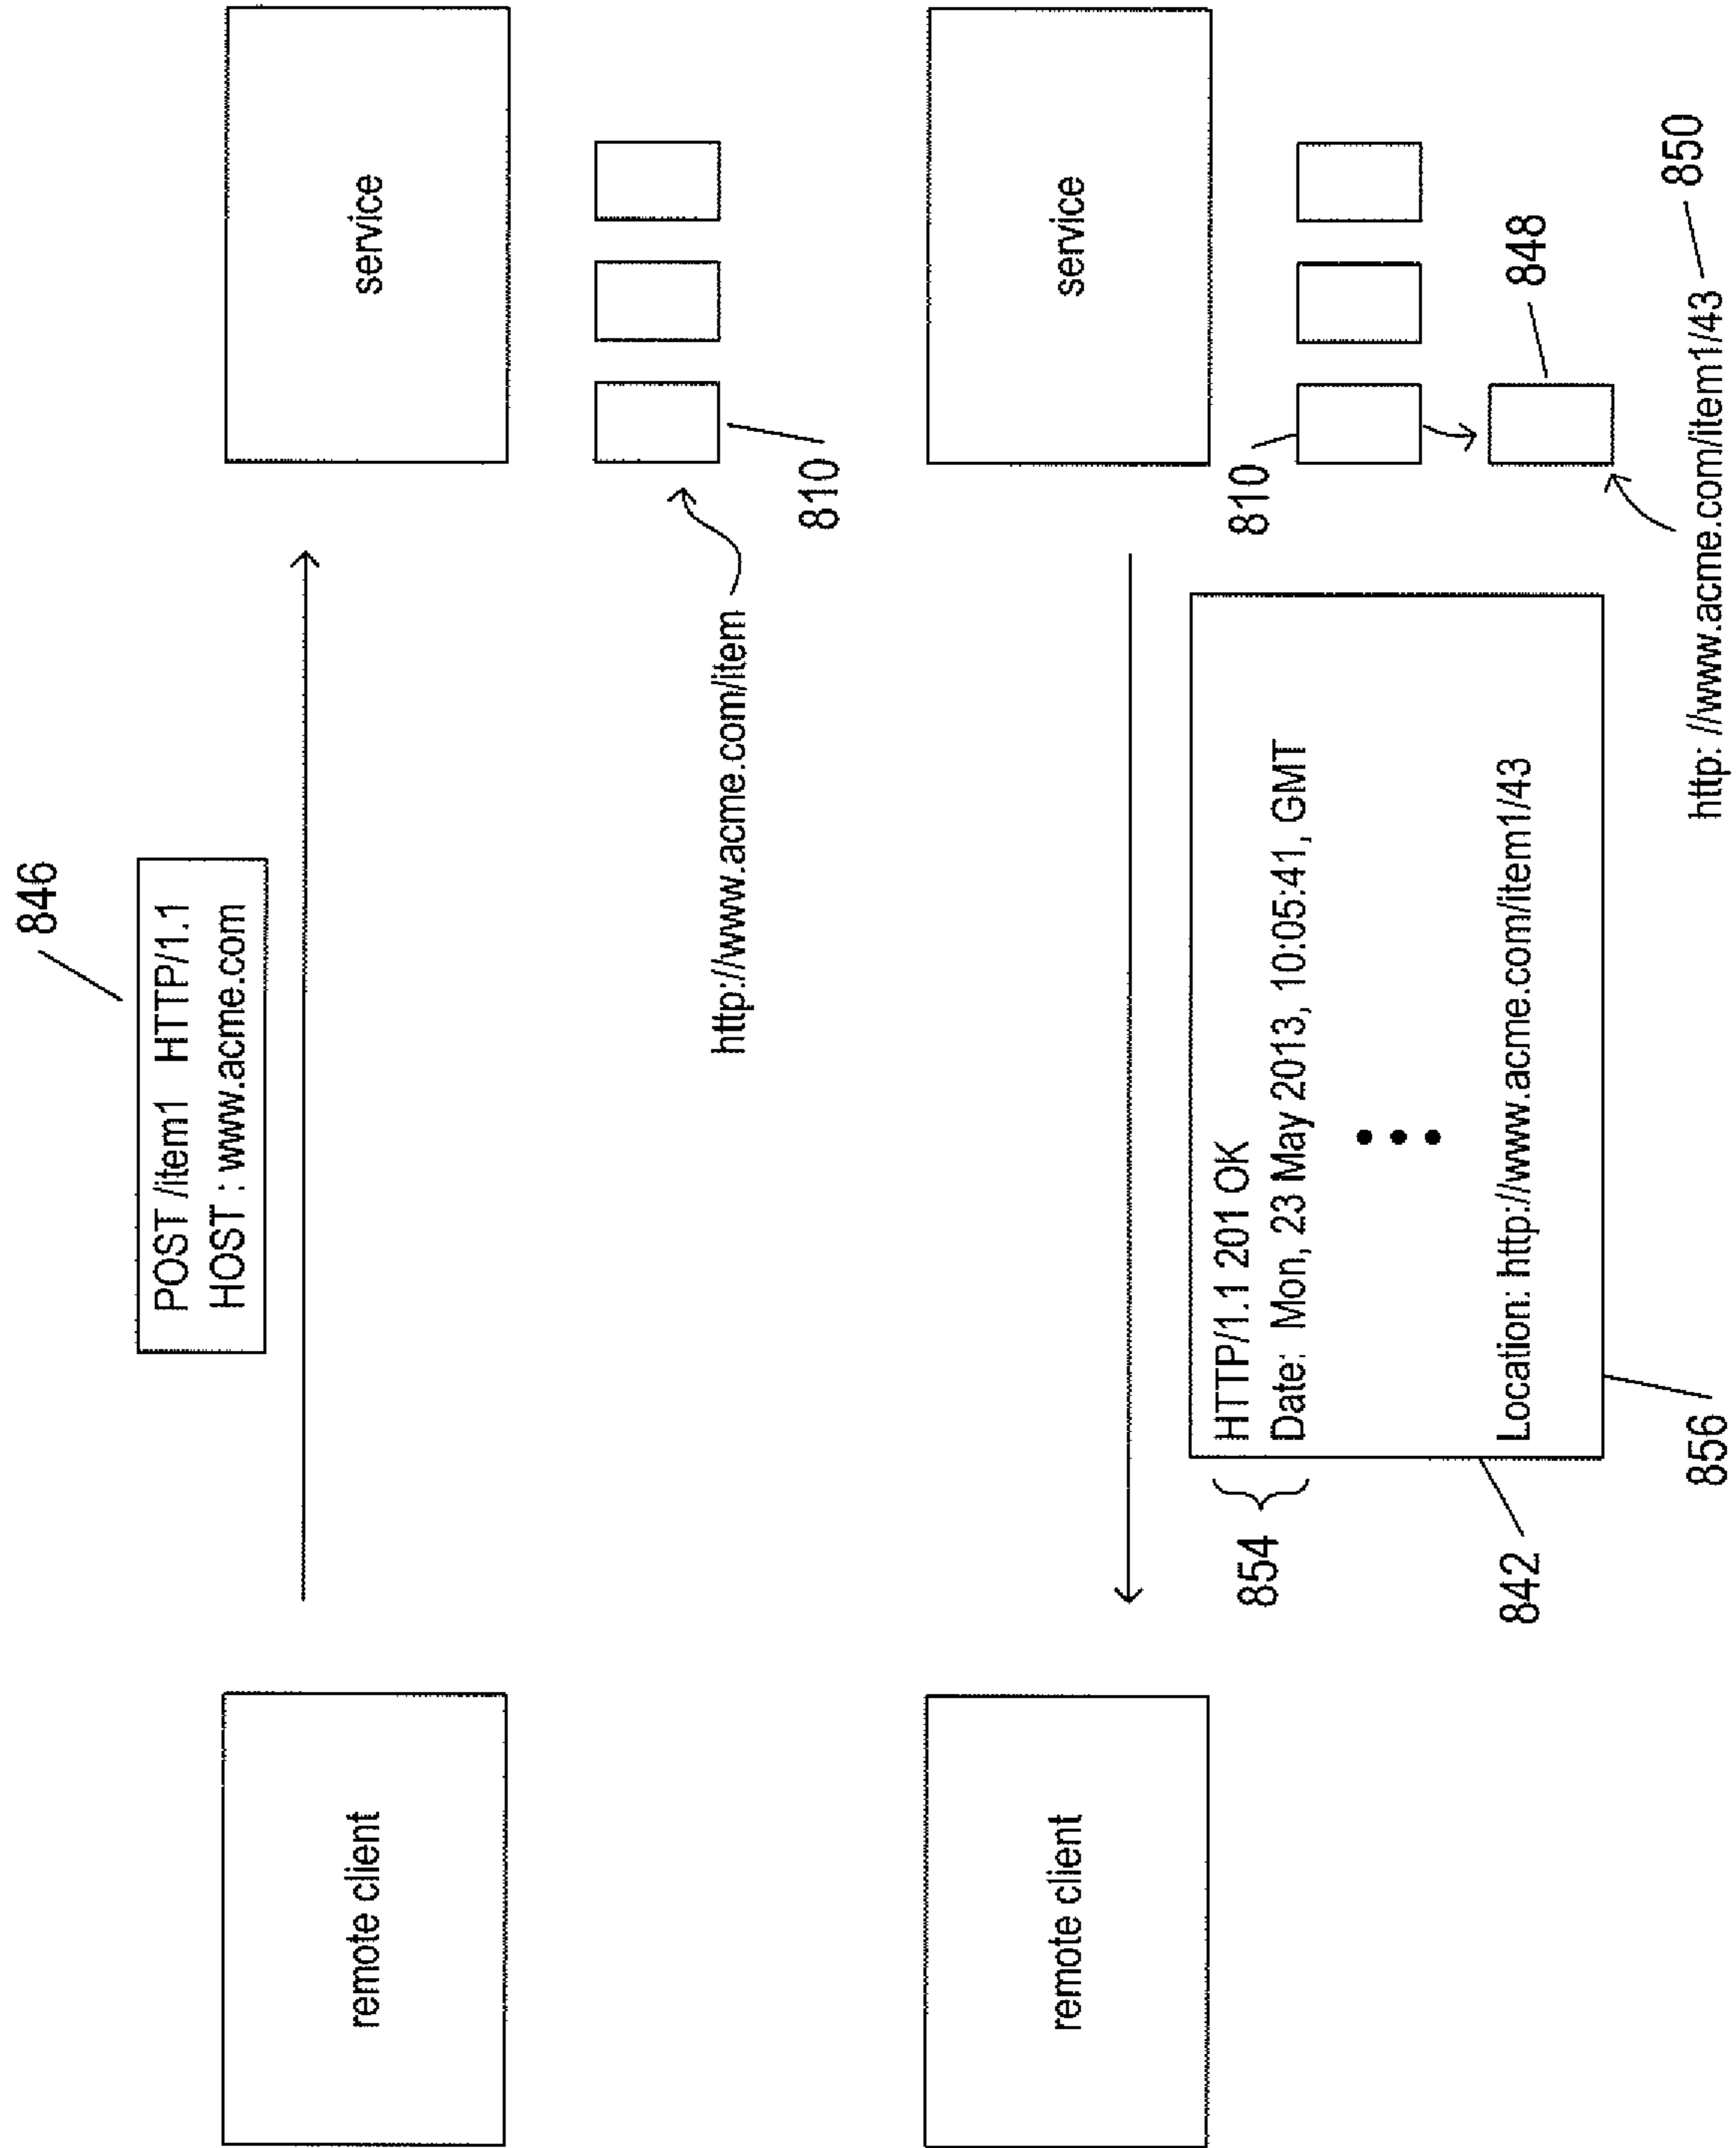 846
POST /item1 HTTP/1.1
HOST : www.acme.com
remote client
service
http://www.acme.com/item
810
remote client
service
810
854
HTTP/1.1 201 OK
Date: Mon, 23 May 2013, 10:05:41, GMT
Location: http://www.acme.com/item1/43
842
856
848
http: //www.acme.com/item1/43
850